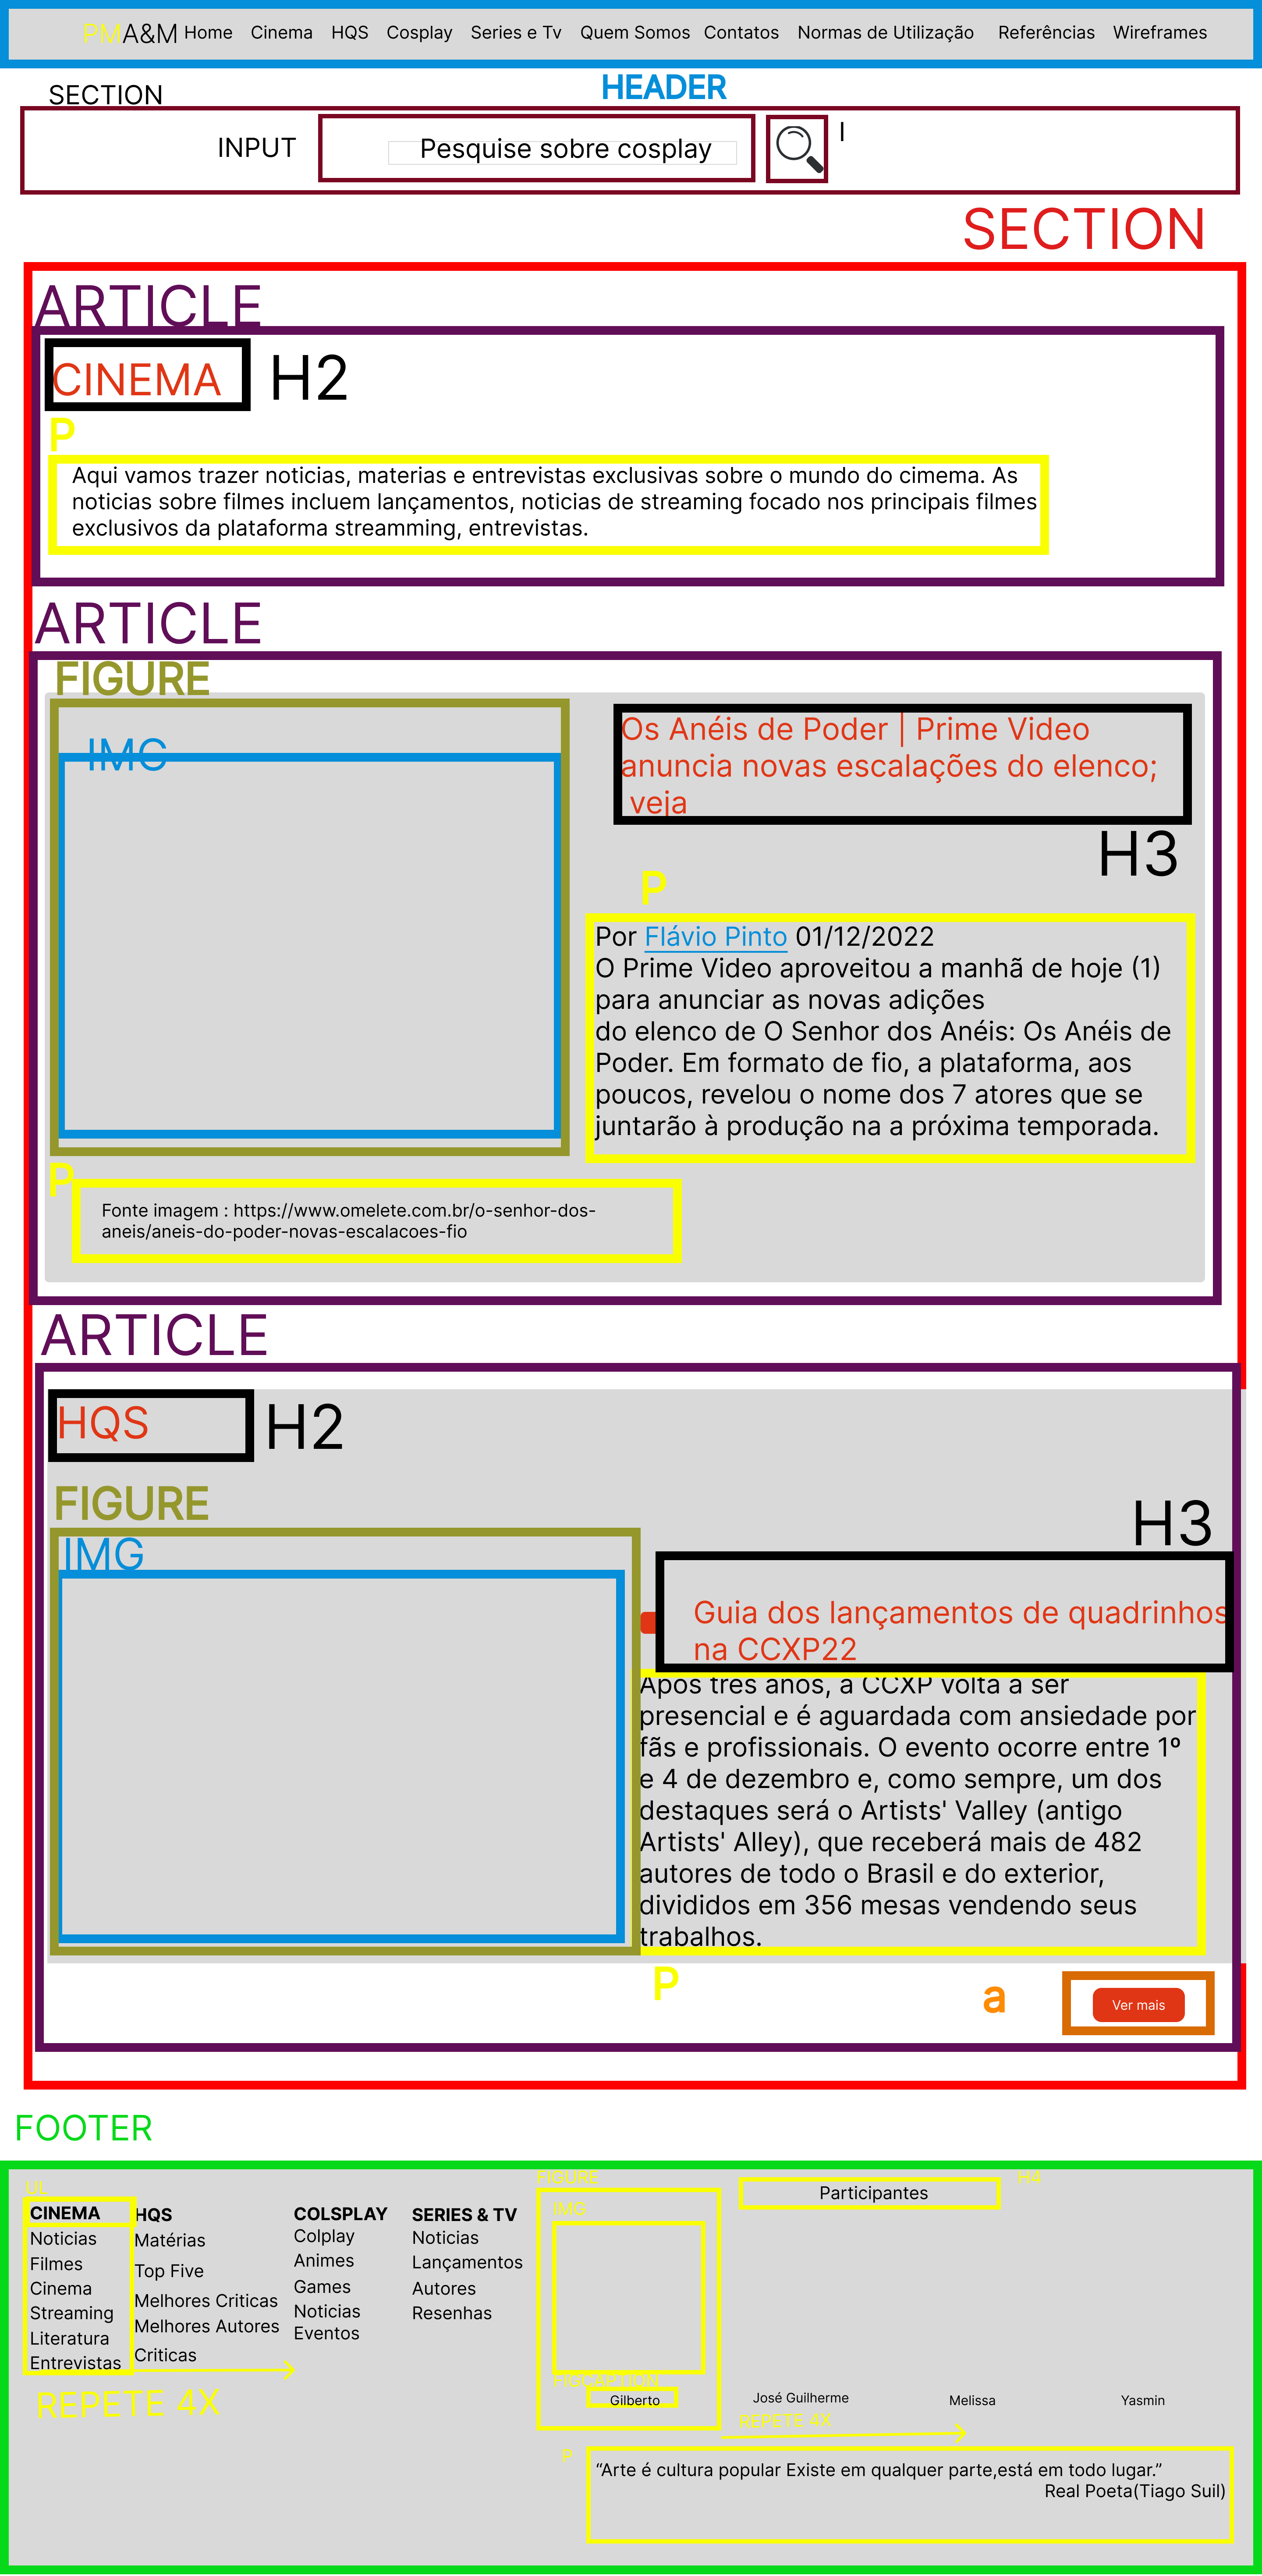 PMA&M Home Cinema HQS Cosplay Series e Tv Quem Somos Contatos Normas de Utilização Referências Wireframes
HEADER
SECTION
INPUT
Pesquise sobre cosplay
I
SECTION
ARTICLE
CINEMA
H2
P
Aqui vamos trazer noticias, materias e entrevistas exclusivas sobre o mundo do cimema. As
noticias sobre filmes incluem lançamentos, noticias de streaming focado nos principais filmes
exclusivos da plataforma streamming, entrevistas.
ARTICLE
FIGURE
IMG
Os Anéis de Poder | Prime Video
anuncia novas escalações do elenco;
veja
H3
P
Por Flávio Pinto 01/12/2022
O Prime Video aproveitou a manhã de hoje (1)
para anunciar as novas adições
do elenco de O Senhor dos Anéis: Os Anéis de
Poder. Em formato de fio, a plataforma, aos
poucos, revelou o nome dos 7 atores que se
juntarão à produção na a próxima temporada.
P
Fonte imagem : https://www.omelete.com.br/o-senhor-dos-
aneis/aneis-do-poder-novas-escalacoes-fio
ARTICLE
HQS
H2
FIGURE
IMG
H3
Guia dos lançamentos de quadrinhos
na CCXP22
Após três anos, a CCXP volta a ser
presencial e é aguardada com ansiedade por
fãs e profissionais. O evento ocorre entre 1º
e 4 de dezembro e, como sempre, um dos
destaques será o Artists' Valley (antigo
Artists' Alley), que receberá mais de 482
autores de todo o Brasil e do exterior,
divididos em 356 mesas vendendo seus
trabalhos.
P
a
Ver mais
FOOTER
UL
CINEMA
Noticias
Filmes
Cinema
Streaming
Literatura
Entrevistas
HQS
Matérias
Top Five
Melhores Criticas
Melhores Autores
Criticas
COLSPLAY
Colplay
Animes
Games
Noticias
Eventos
SERIES & TV
Noticias
Lançamentos
Autores
Resenhas
REPETE 4X
FIGURE
IMG
FIGCAPTION
Gilberto
Participantes
H4
José Guilherme
Melissa
Yasmin
REPETE 4X
P
“Arte é cultura popular Existe em qualquer parte,está em todo lugar.”
Real Poeta(Tiago Suil)